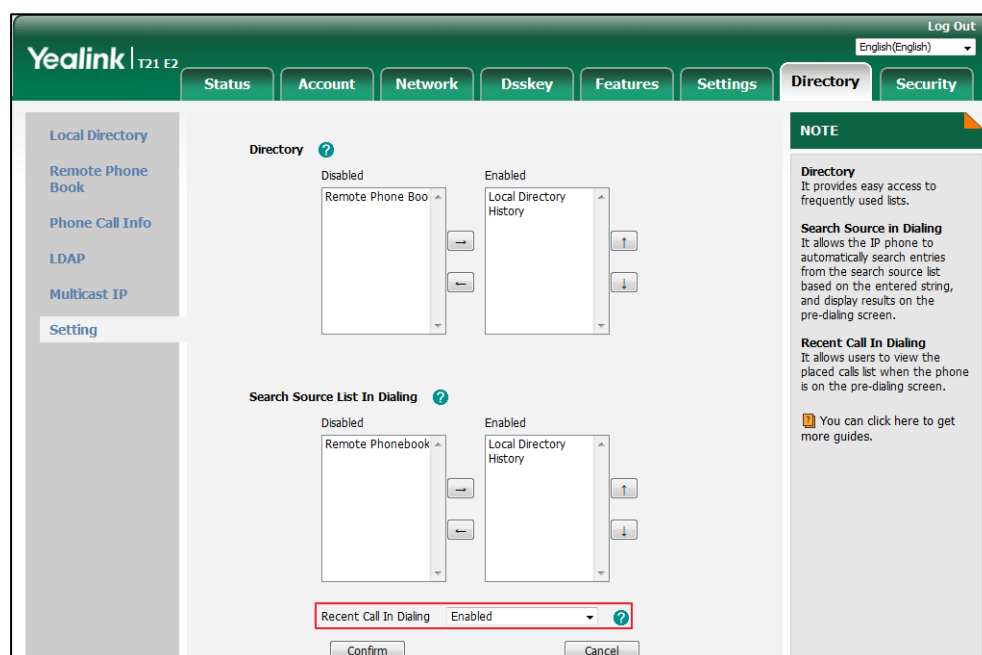 Log Out
English(English)
Yealink | T21 E2
Status Account Network Dsskey Features Settings Directory Security
Local Directory
Remote Phone
Book
Phone Call Info
LDAP
Multicast IP
Setting
Directory ?
Disabled Enabled
Remote Phone Boo Local Directory
History
→ ↑
← ↓
Search Source List In Dialing ?
Disabled Enabled
Remote Phonebook Local Directory
History
→ ↑
← ↓
Recent Call In Dialing Enabled ?
Confirm Cancel
NOTE
Directory
It provides easy access to
frequently used lists.
Search Source in Dialing
It allows the IP phone to
automatically search entries
from the search source list
based on the entered string,
and display results on the
pre-dialing screen.
Recent Call In Dialing
It allows users to view the
placed calls list when the phone
is on the pre-dialing screen.
? You can click here to get
more guides.